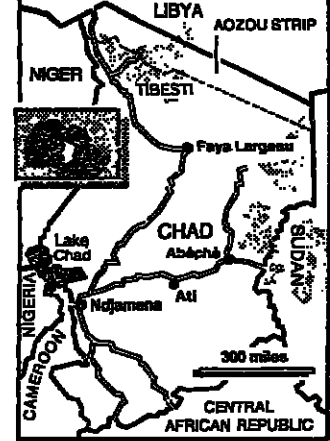 LIBYA
AOZOU STRIP
NIGER
TIBESTI
Faya Largeau
CHAD
Lake
Chad
Abéché
SUDAN
NIGERIA
Ati
Ndjamena
CAMEROON
300 miles
CENTRAL
AFRICAN REPUBLIC